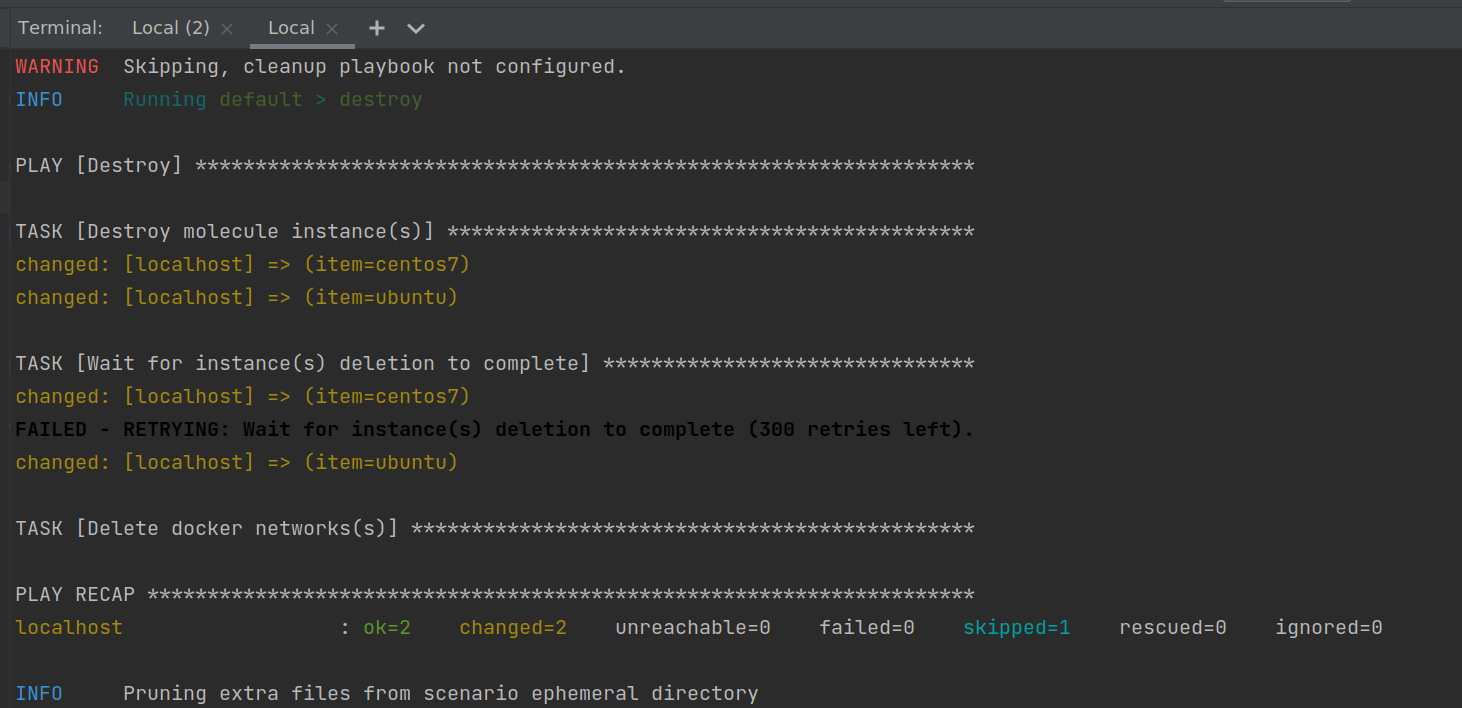 Terminal: Local (2) × Local × +
WARNING  Skipping, cleanup playbook not configured.
INFO     Running default > destroy
PLAY [Destroy] *****************************************************************
TASK [Destroy molecule instance(s)] ********************************************
changed: [localhost] => (item=centos7)
changed: [localhost] => (item=ubuntu)
TASK [Wait for instance(s) deletion to complete] *******************************
changed: [localhost] => (item=centos7)
FAILED - RETRYING: Wait for instance(s) deletion to complete (300 retries left).
changed: [localhost] => (item=ubuntu)
TASK [Delete docker networks(s)] ***********************************************
PLAY RECAP *********************************************************************
localhost                  : ok=2    changed=2    unreachable=0    failed=0    skipped=1    rescued=0    ignored=0
INFO     Pruning extra files from scenario ephemeral directory